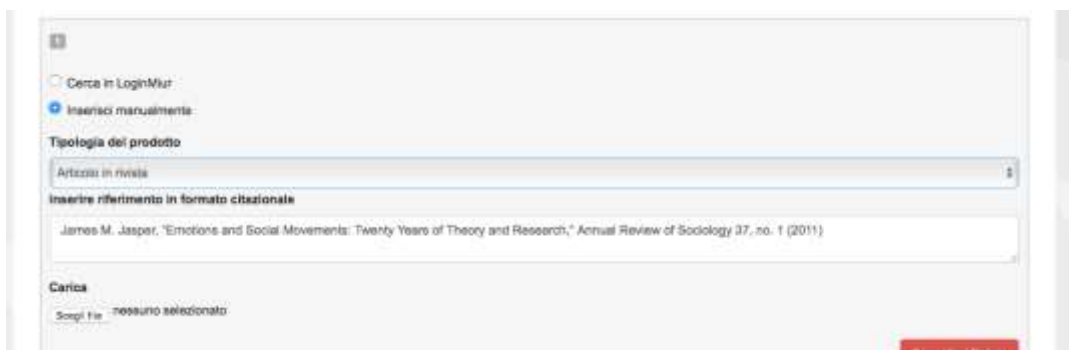 1
Cerca in LoginMiur
Inserisci manualmente
Tipologia del prodotto
Articolo in rivista
Inserire riferimento in formato citazionale
James M. Jasper, "Emotions and Social Movements: Twenty Years of Theory and Research," Annual Review of Sociology 37, no. 1 (2011)
Carica
Scegli file nessuno selezionato